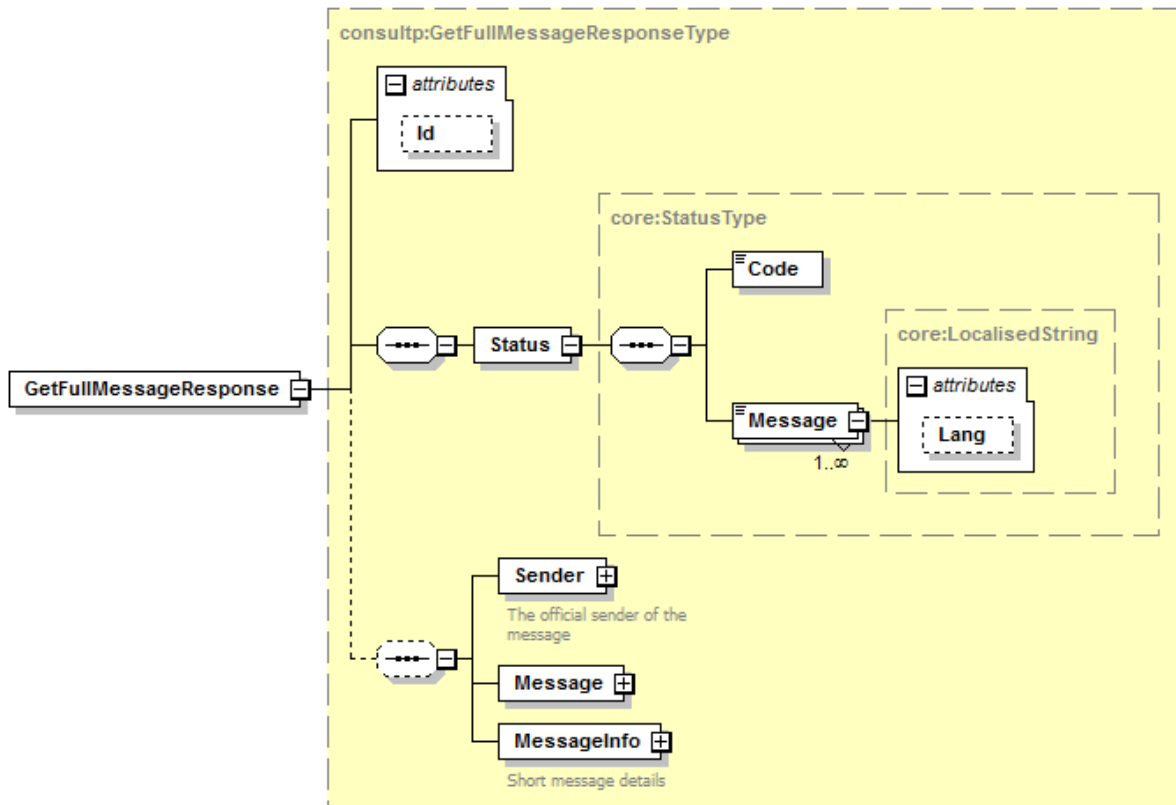 consultp:GetFullMessageResponseType
attributes
Id
core:StatusType
Code
core:LocalisedString
attributes
Status
GetFullMessageResponse
Message
Lang
1..∞
Sender
The official sender of the
message
Message
MessageInfo
Short message details